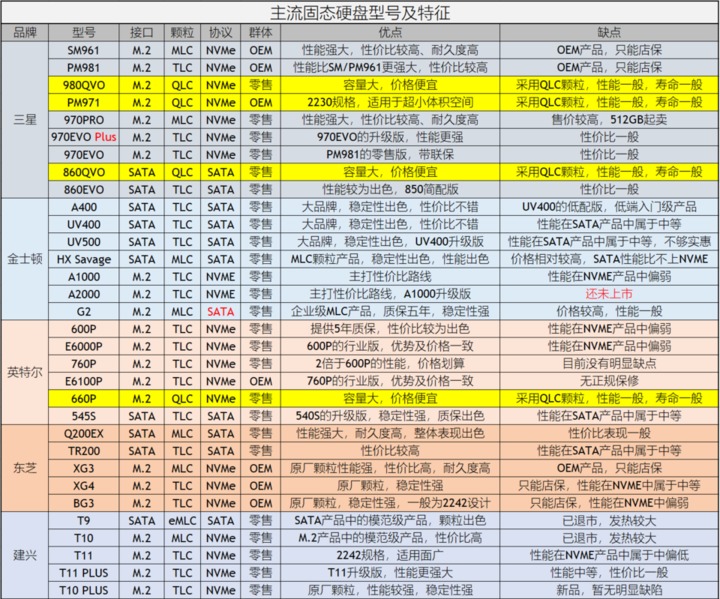 主流固态硬盘型号及特征
品牌 型号 接口 颗粒 协议 群体 优点 缺点
三星
SM961 M.2 MLC NVMe OEM 性能强大，性价比较高、耐久度高 OEM产品，只能店保
PM981 M.2 TLC NVMe OEM 性能比SM/PM961更强大，性价比较高 OEM产品，只能店保
980QVO M.2 QLC NVMe 零售 容量大，价格便宜 采用QLC颗粒，性能一般，寿命一般
PM971 M.2 QLC NVMe OEM 2230规格，适用于超小体积空间 采用QLC颗粒，性能一般，寿命一般
970PRO M.2 MLC NVMe 零售 性能强大，性价比较高、耐久度高 售价较高，512GB起卖
970EVO Plus M.2 TLC NVMe 零售 970EVO的升级版，性能更强 性价比一般
970EVO M.2 TLC NVMe 零售 PM981的零售版，带联保 性价比一般
860QVO SATA QLC SATA 零售 容量大，价格便宜 采用QLC颗粒，性能一般，寿命一般
860EVO SATA TLC SATA 零售 性能较为出色，850简配版 性价比一般
金士顿
A400 SATA TLC SATA 零售 大品牌，稳定性出色，性价比不错 UV400的低配版，低端入门级产品
UV400 SATA TLC SATA 零售 大品牌，稳定性出色，性价比不错 性能在SATA产品中属于中等
UV500 SATA TLC SATA 零售 大品牌，稳定性出色，UV400升级版 性能在SATA产品中属于中等，不够实惠
HX Savage SATA MLC SATA 零售 MLC颗粒产品，稳定性出色，性能出色 价格相对较高，SATA性能比不上NVME
A1000 M.2 TLC NVME 零售 主打性价比路线 性能在NVME产品中偏弱
A2000 M.2 TLC NVME 零售 主打性价比路线，A1000升级版 还未上市
G2 M.2 MLC SATA 零售 企业级MLC产品，质保五年，稳定性强 价格较高，性能一般
英特尔
600P M.2 TLC NVMe 零售 提供5年质保，性价比较为出色 性能在NVME产品中偏弱
E6000P M.2 TLC NVMe 零售 600P的行业版，优势及价格一致 性能在NVME产品中偏弱
760P M.2 TLC NVMe 零售 2倍于600P的性能，价格划算 目前没有明显缺点
E6100P M.2 TLC NVMe OEM 760P的行业版，优势及价格一致 无正规保修
660P M.2 QLC NVMe 零售 容量大，价格便宜 采用QLC颗粒，性能一般，寿命一般
545S SATA TLC SATA 零售 540S的升级版，稳定性强，质保出色 性能在SATA产品中属于中等
东芝
Q200EX SATA MLC SATA 零售 性能强大，耐久度高，整体表现出色 性价比表现一般
TR200 SATA TLC SATA 零售 性价比较高 性能在SATA产品中属于中等
XG3 M.2 MLC NVMe OEM 原厂颗粒性能强，性价比高，耐久度高 OEM产品，只能店保
XG4 M.2 TLC NVMe OEM 原厂颗粒，稳定性强 只能店保，性能在NVME中属于中等
BG3 M.2 TLC NVMe OEM 原厂颗粒，稳定性强，一般为2242设计 只能店保，性能在NVME中偏弱
建兴
T9 SATA eMLC SATA 零售 SATA产品中的模范级产品，颗粒出色 已退市，发热较大
T10 M.2 MLC NVMe 零售 M.2产品中的模范级产品，性价比高 已退市，发热较大
T11 M.2 TLC NVMe 零售 2242规格，适用面广 性能在NVME产品中属于中偏低
T11 PLUS M.2 TLC NVMe 零售 T11升级版，性能更强大 性能中等，性价比一般
T10 PLUS M.2 TLC NVMe 零售 原厂颗粒，性能较强，稳定性强 新品，暂无明显缺陷